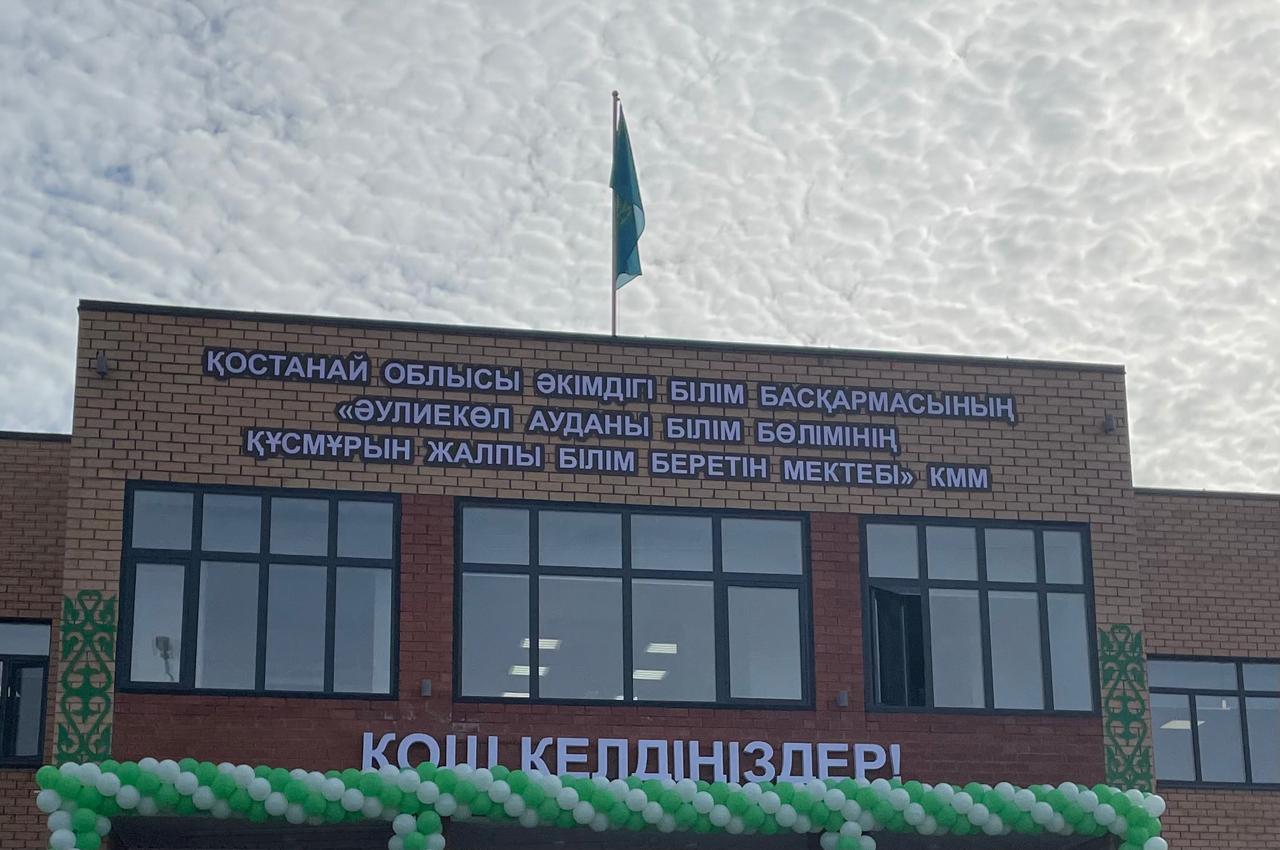 ҚОСТАНАЙ ОБЛЫСЫ ӘКІМДІГІ БІЛІМ БАСҚАРМАСЫНЫҢ
«ӘУЛИЕКӨЛ АУДАНЫ БІЛІМ БӨЛІМІНІҢ
ҚҰСМҰРЫН ЖАЛПЫ БІЛІМ БЕРЕТІН МЕКТЕБІ» КММ
ҚОШ КЕЛДІҢІЗДЕР!